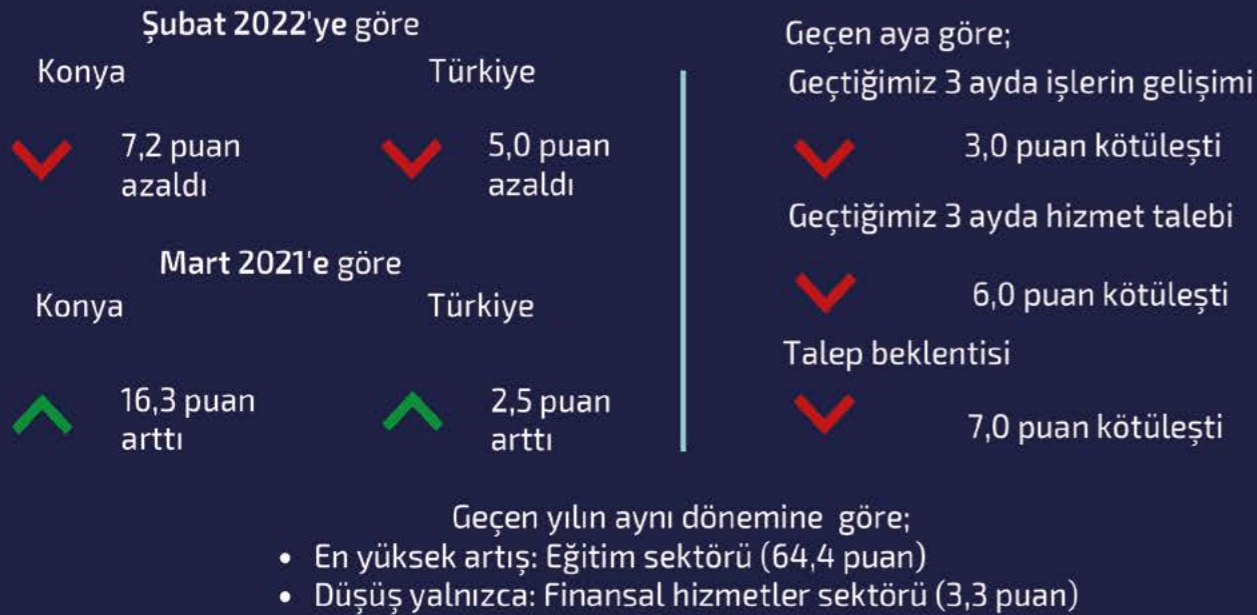 Şubat 2022'ye göre
Konya
Türkiye
7,2 puan
azaldı
5,0 puan
azaldı
Mart 2021'e göre
Konya
Türkiye
16,3 puan
arttı
2,5 puan
arttı
Geçen aya göre;
Geçtiğimiz 3 ayda işlerin gelişimi
3,0 puan kötüleşti
Geçtiğimiz 3 ayda hizmet talebi
6,0 puan kötüleşti
Talep beklentisi
7,0 puan kötüleşti
Geçen yılın aynı dönemine göre;
• En yüksek artış: Eğitim sektörü (64,4 puan)
• Düşüş yalnızca: Finansal hizmetler sektörü (3,3 puan)